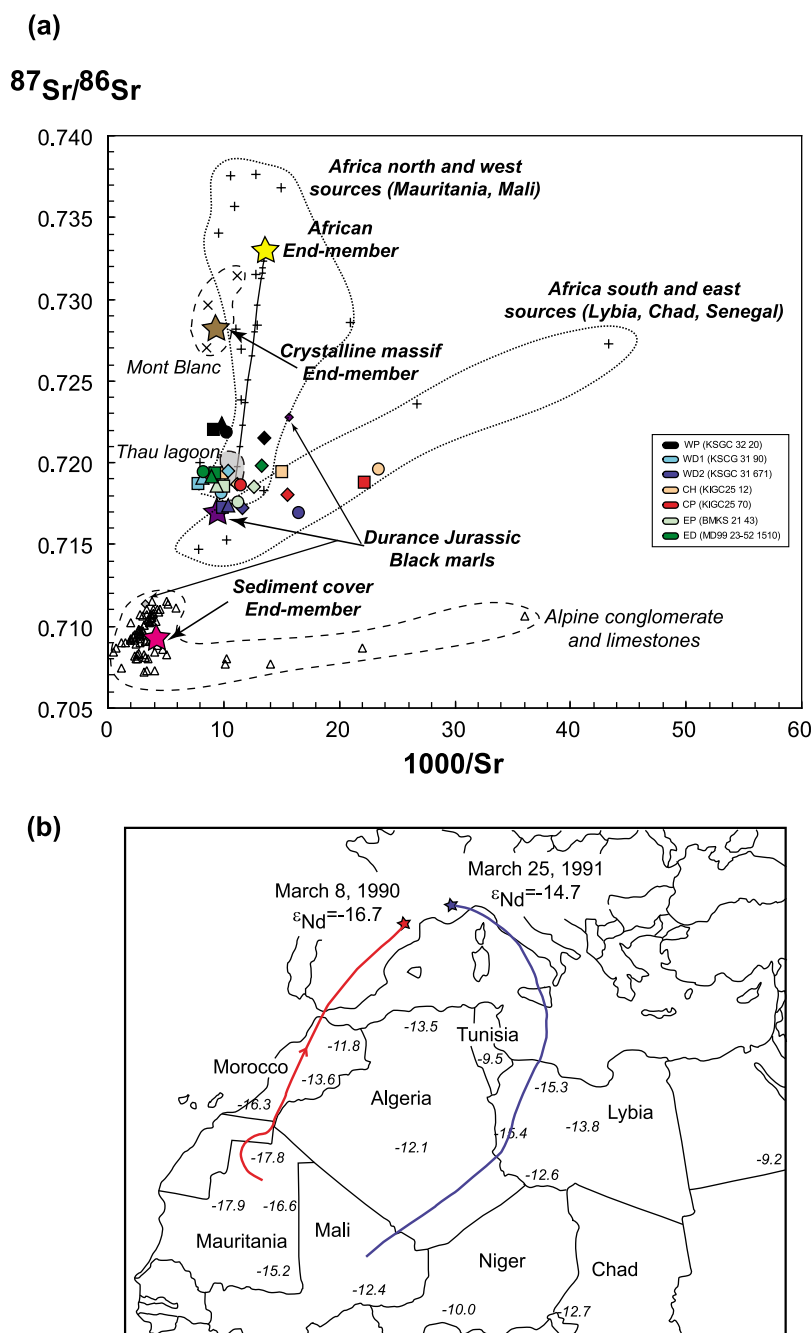 (a)
87Sr/86Sr
0.740
0.735
0.730
0.725
0.720
0.715
0.710
0.705
0
10
20
30
40
50
60
1000/Sr
Africa north and west
sources (Mauritania, Mali)
African
End-member
Africa south and east
sources (Lybia, Chad, Senegal)
Crystalline massif
End-member
Mont Blanc
Thau lagoon
WP (KSGC 32 20)
WD1 (KSCG 31 90)
WD2 (KSGC 31 671)
CH (KIGC25 12)
CP (KIGC25 70)
EP (BMKS 21 43)
ED (MD99 23-52 1510)
Durance Jurassic
Black marls
Sediment cover
End-member
Alpine conglomerate
and limestones
(b)
March 8, 1990
εNd=-16.7
March 25, 1991
εNd=-14.7
-13.5
Tunisia
-11.8
-9.5
Morocco
-13.6
-15.3
Algeria
Lybia
-16.3
-13.8
-15.4
-12.1
-17.8
-9.2
-12.6
-17.9
-16.6
Mali
Mauritania
Niger
Chad
-15.2
-12.4
-10.0
-12.7